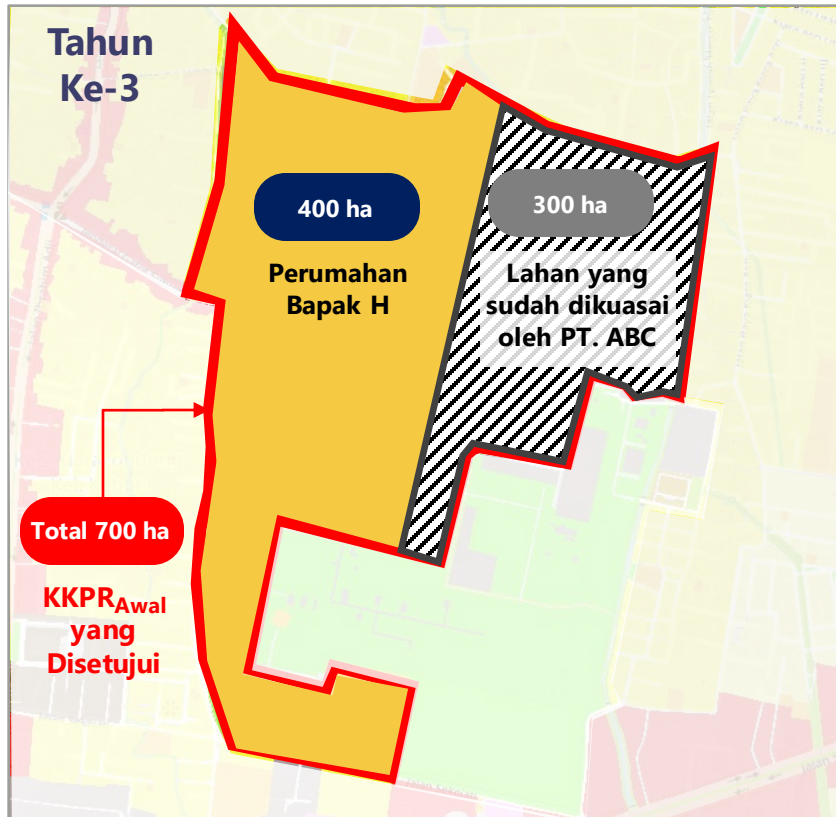 Tahun
Ke-3
400 ha
300 ha
Perumahan
Bapak H
Lahan yang
sudah dikuasai
oleh PT. ABC
Total 700 ha
KKPRAwal
yang
Disetujui